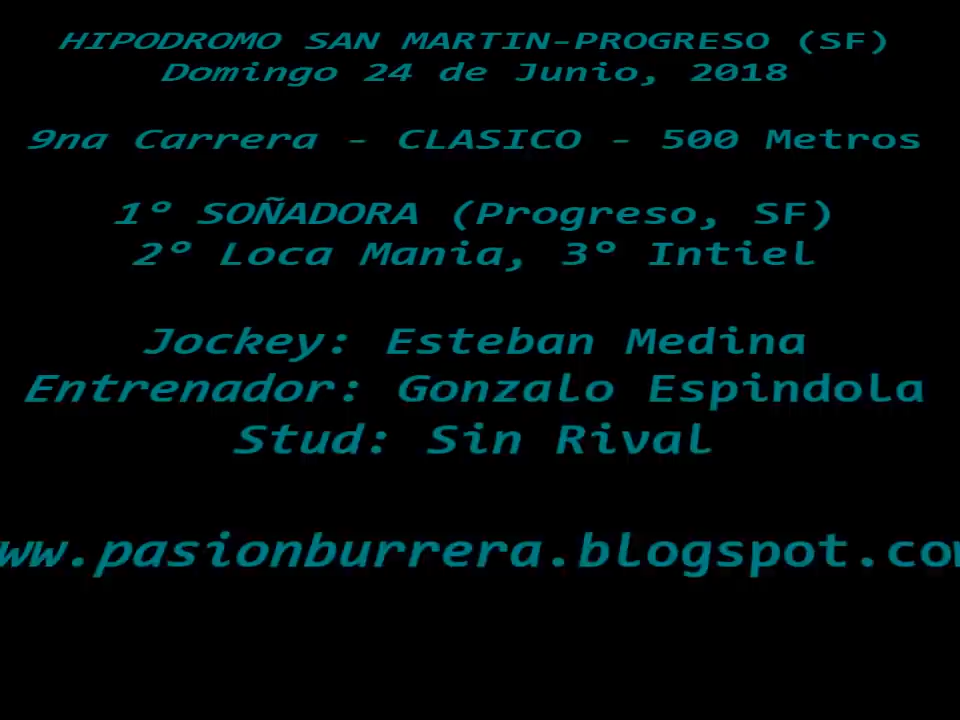 HIPODROMO SAN MARTIN-PROGRESO (SF)
Domingo 24 de Junio, 2018
9na Carrera - CLASICO - 500 Metros
1º SOÑADORA (Progreso, SF)
2º Loca Mania, 3º Intiel
Jockey: Esteban Medina
Entrenador: Gonzalo Espindola
Stud: Sin Rival
ww.pasionburrera.blogspot.com